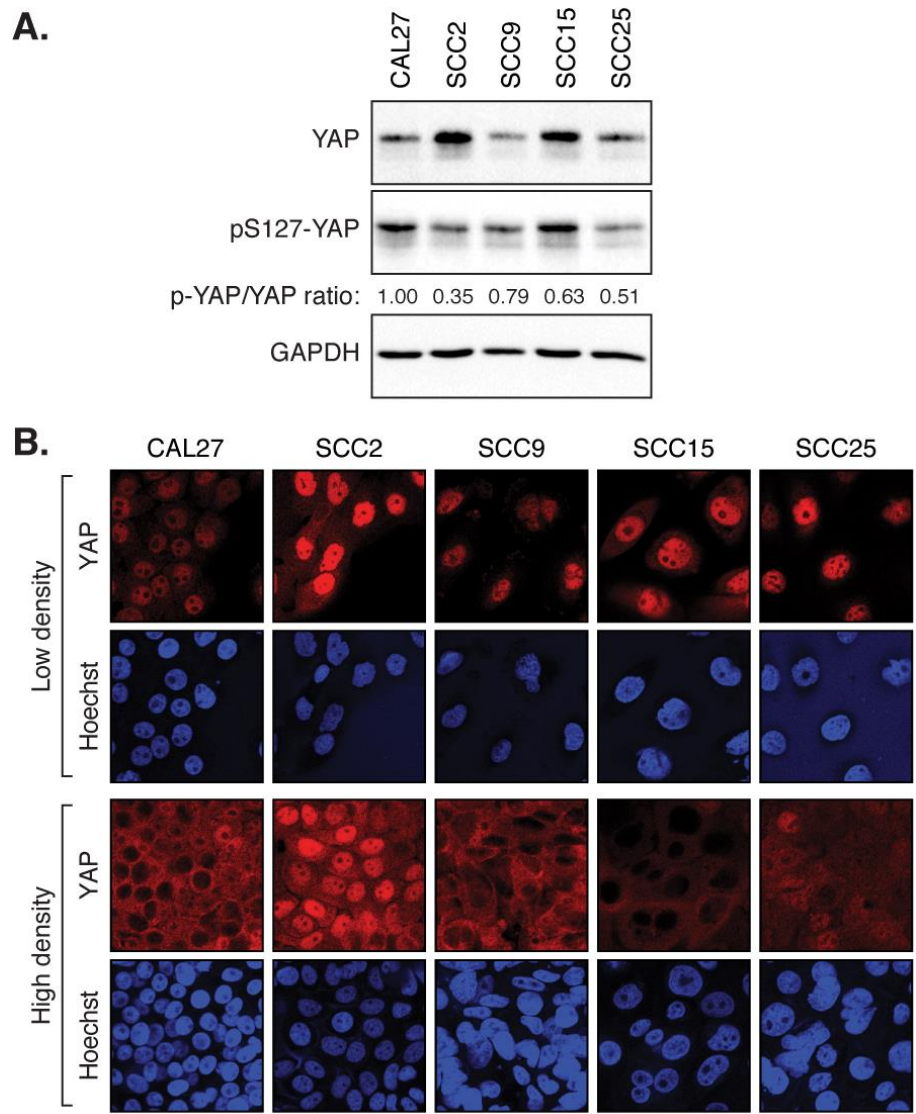 A.
CAL27 SCC2 SCC9 SCC15 SCC25
YAP
pS127-YAP
p-YAP/YAP ratio: 1.00 0.35 0.79 0.63 0.51
GAPDH
B.
CAL27 SCC2 SCC9 SCC15 SCC25
Low density
YAP
Hoechst
High density
YAP
Hoechst